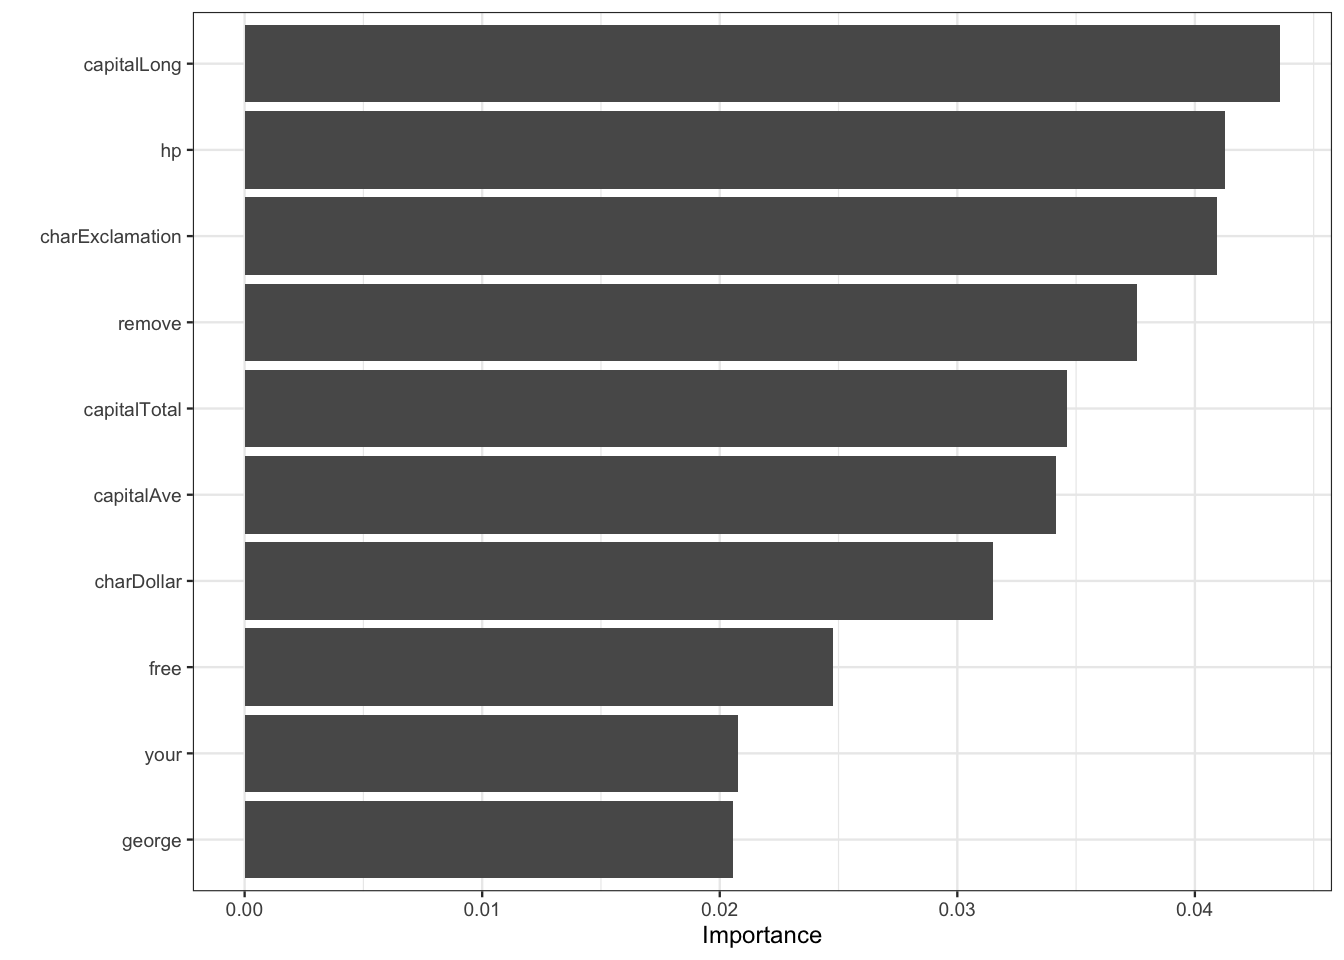 capitalLong
hp
charExclamation
remove
capitalTotal
capitalAve
charDollar
free
your
george
0.00 0.01 0.02 0.03 0.04
Importance